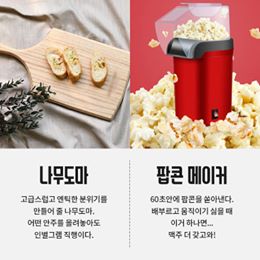 나무도마
고급스럽고 엔틱한 분위기를
만들어 줄 나무도마.
어떤 안주를 올려놓아도
인별그램 직행이다.
팝콘 메이커
60초안에 팝콘을 쏟아낸다.
배부르고 움직이기 싫을 때
이거 하나면...
맥주 더 갖고와!